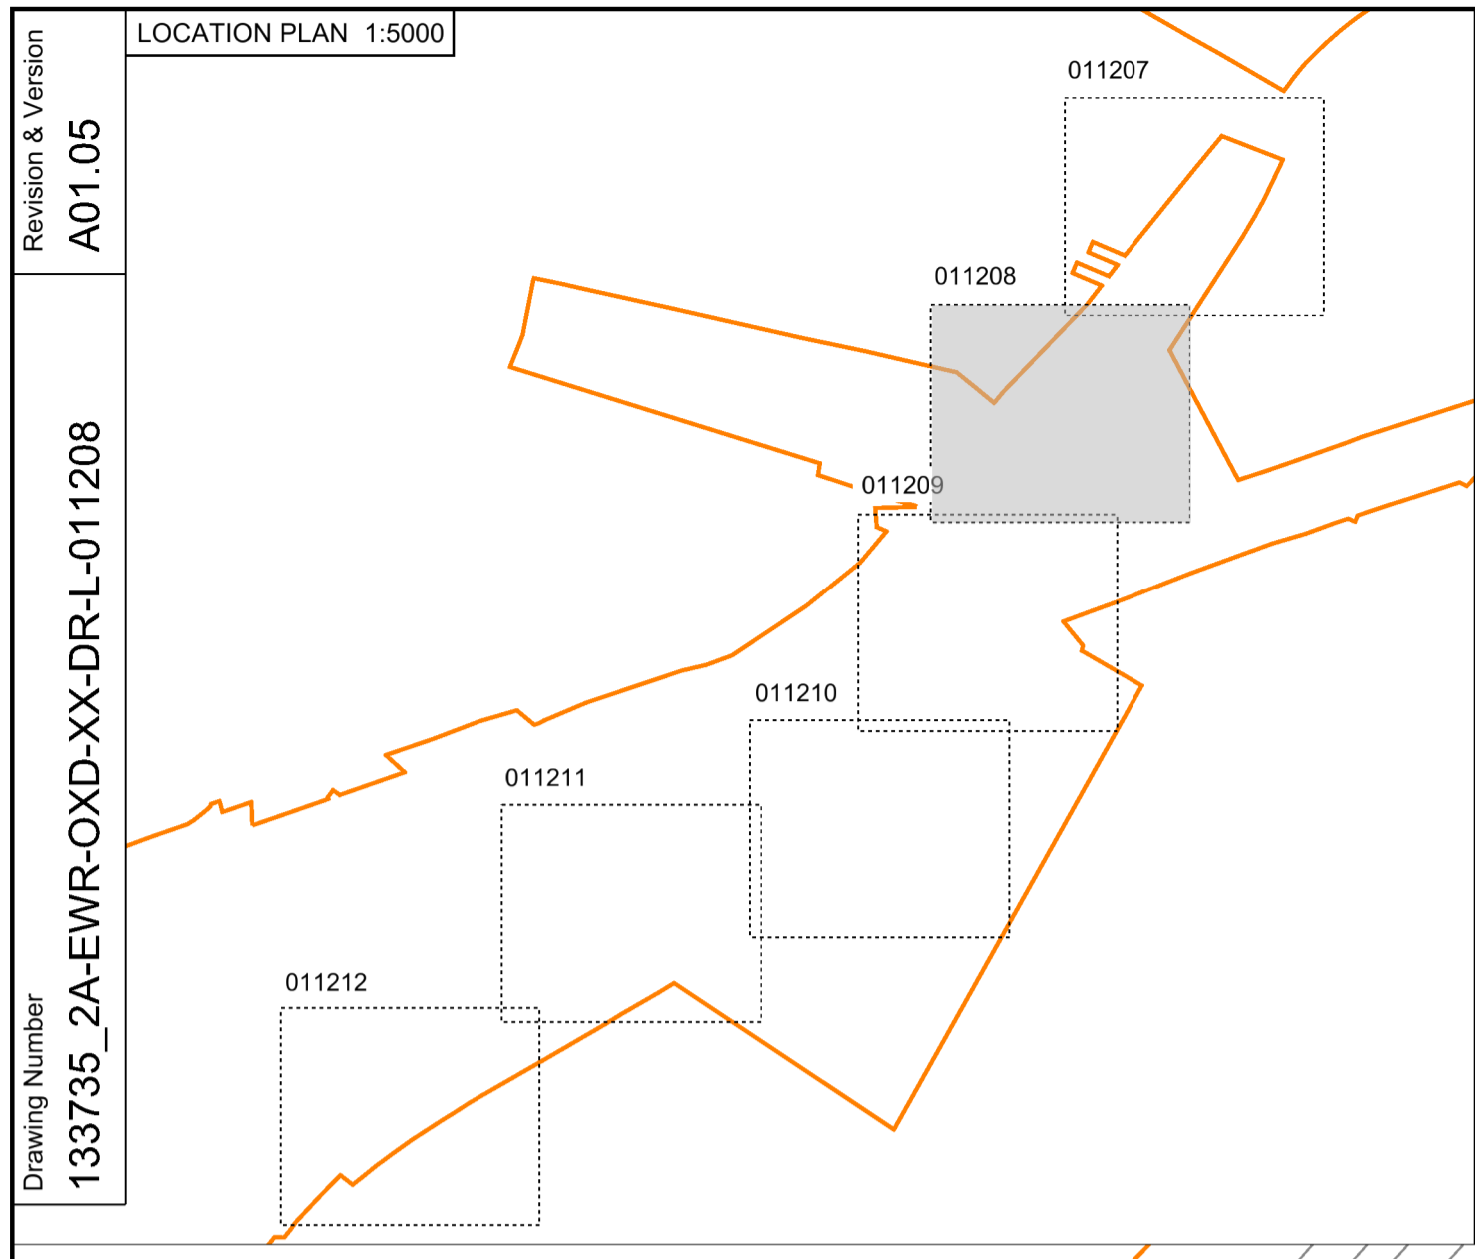 LOCATION PLAN 1:5000
Revision & Version
A01.05
Drawing Number
133735_2A-EWR-OXD-XX-DR-L-011208
011207
011208
011209
011210
011211
011212